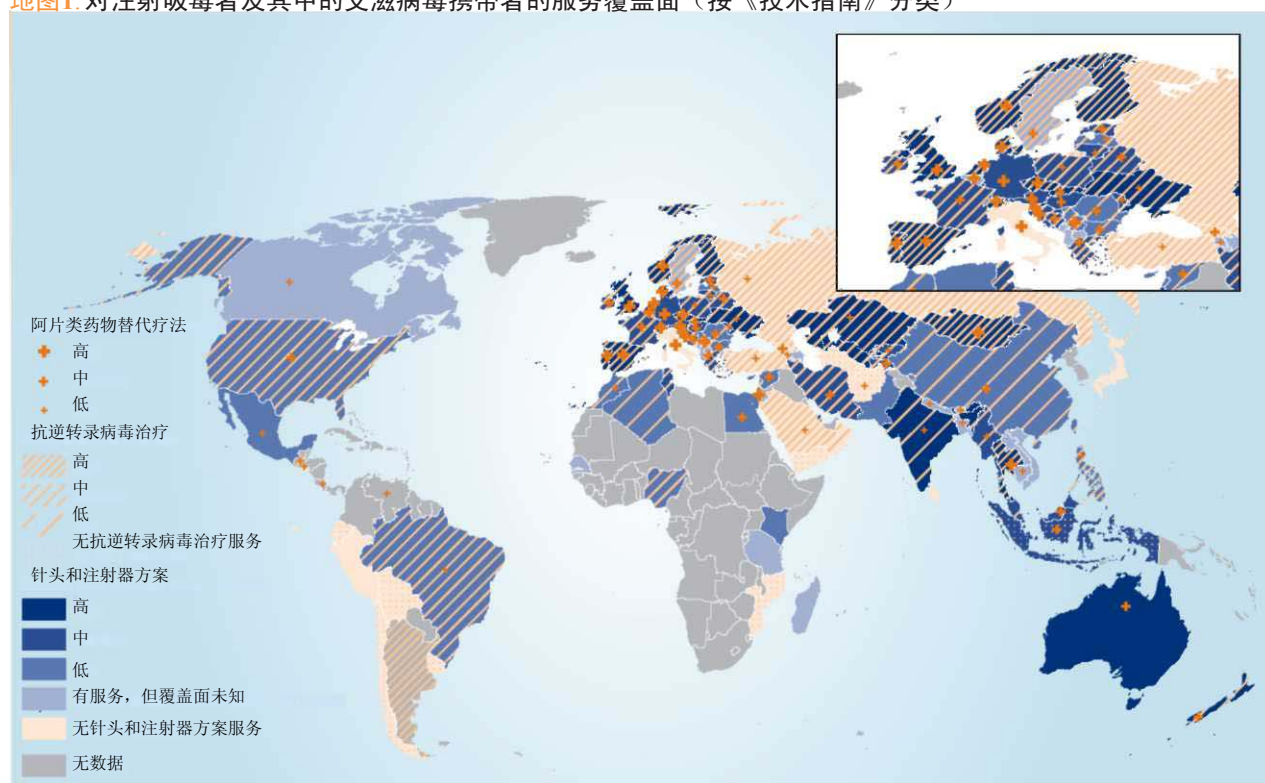 地图1. 对注射吸毒者及其中的艾滋病毒携带者的服务覆盖面（按《技术指南》分类）
阿片类药物替代疗法
高
中
低
抗逆转录病毒治疗
高
中
低
无抗逆转录病毒治疗服务
针头和注射器方案
高
中
低
有服务，但覆盖面未知
无针头和注射器方案服务
无数据